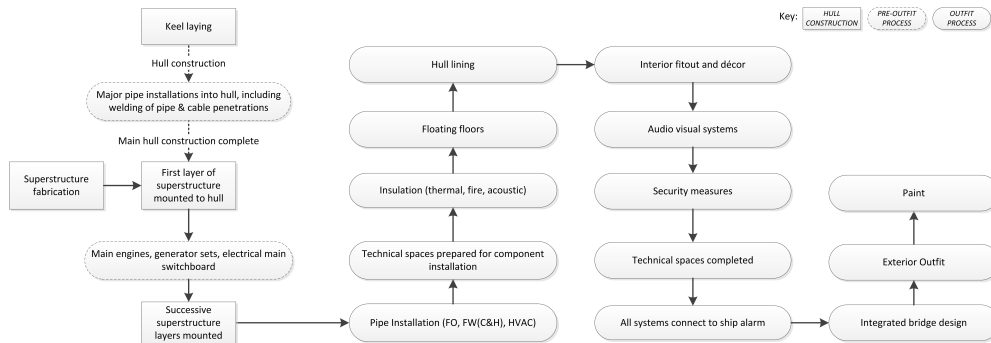 Key:
HULL
CONSTRUCTION
PRE-OUTFIT
PROCESS
OUTFIT
PROCESS
Keel laying
Hull construction
Major pipe installations into hull, including
welding of pipe & cable penetrations
Main hull construction complete
Superstructure
fabrication
First layer of
superstructure
mounted to hull
Main engines, generator sets, electrical main
switchboard
Successive
superstructure
layers mounted
Pipe Installation (FO, FW(C&H), HVAC)
Technical spaces prepared for component
installation
Insulation (thermal, fire, acoustic)
Floating floors
Hull lining
Interior fitout and décor
Audio visual systems
Security measures
Technical spaces completed
All systems connect to ship alarm
Integrated bridge design
Exterior Outfit
Paint